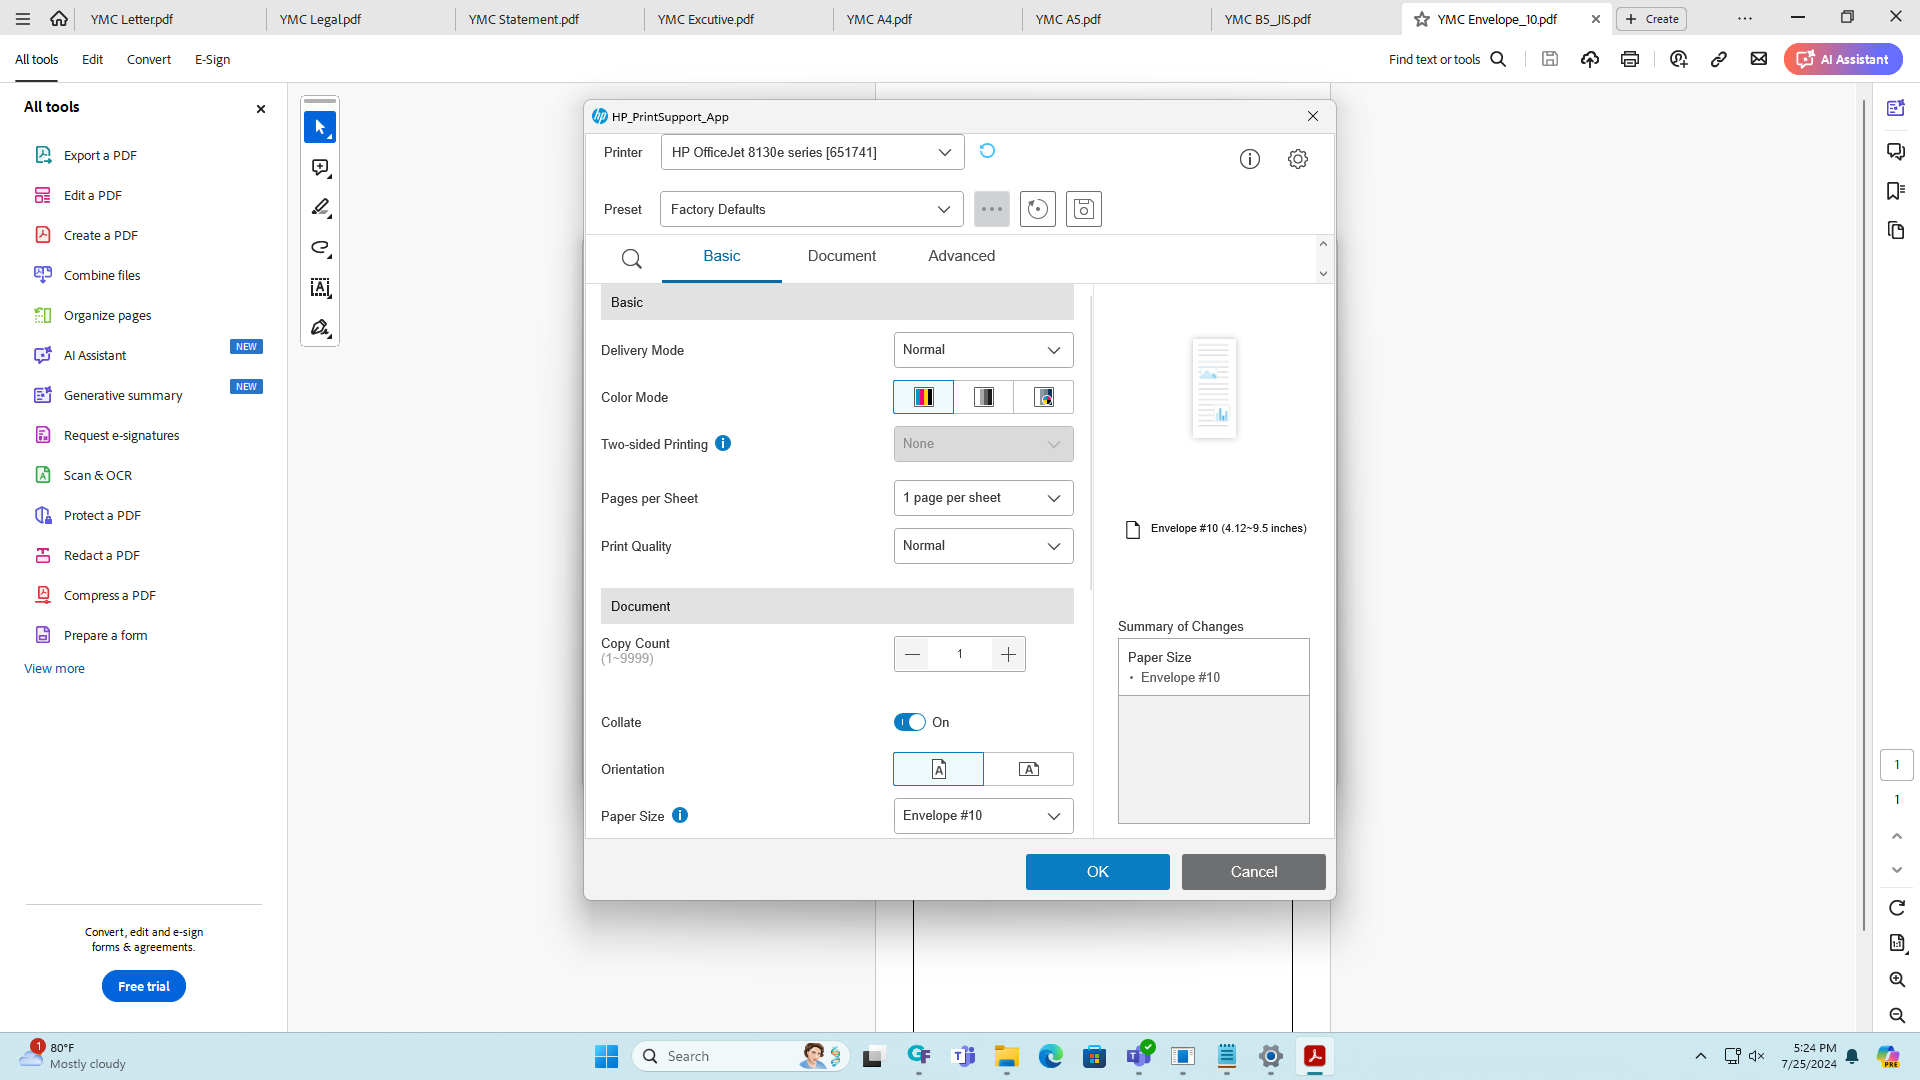 YMC Letter.pdf
YMC Legal.pdf
YMC Statement.pdf
YMC Excutive.pdf
YMC A4.pdf
YMC A5.pdf
YMC B5_JIS.pdf
YMC Envelope_10.pdf
Create
All tools
Edit
Convert
E-Sign
Find text or tools
AI Assistant
All tools
Export a PDF
Edit a PDF
Create a PDF
Combine files
Organize pages
AI Assistant
NEW
Generative summary
NEW
Request e-signatures
Scan & OCR
Protect a PDF
Redact a PDF
Compress a PDF
Prepare a form
View more
Convert, edit and e-sign
forms & agreements.
Free trial
HP_PrintSupport_App
Printer
HP OfficeJet 8130e series [651741]
Preset
Factory Defaults
Basic
Document
Advanced
Basic
Delivery Mode
Normal
Color Mode
Two-sided Printing
None
Pages per Sheet
1 page per sheet
Print Quality
Normal
Document
Copy Count
(1~9999)
1
Collate
On
Orientation
Paper Size
Envelope #10
Envelope #10 (4.12~9.5 inches)
Summary of Changes
Paper Size
• Envelope #10
OK
Cancel
1
1
1
80°F
Mostly cloudy
Search
5:24 PM
7/25/2024
PRE